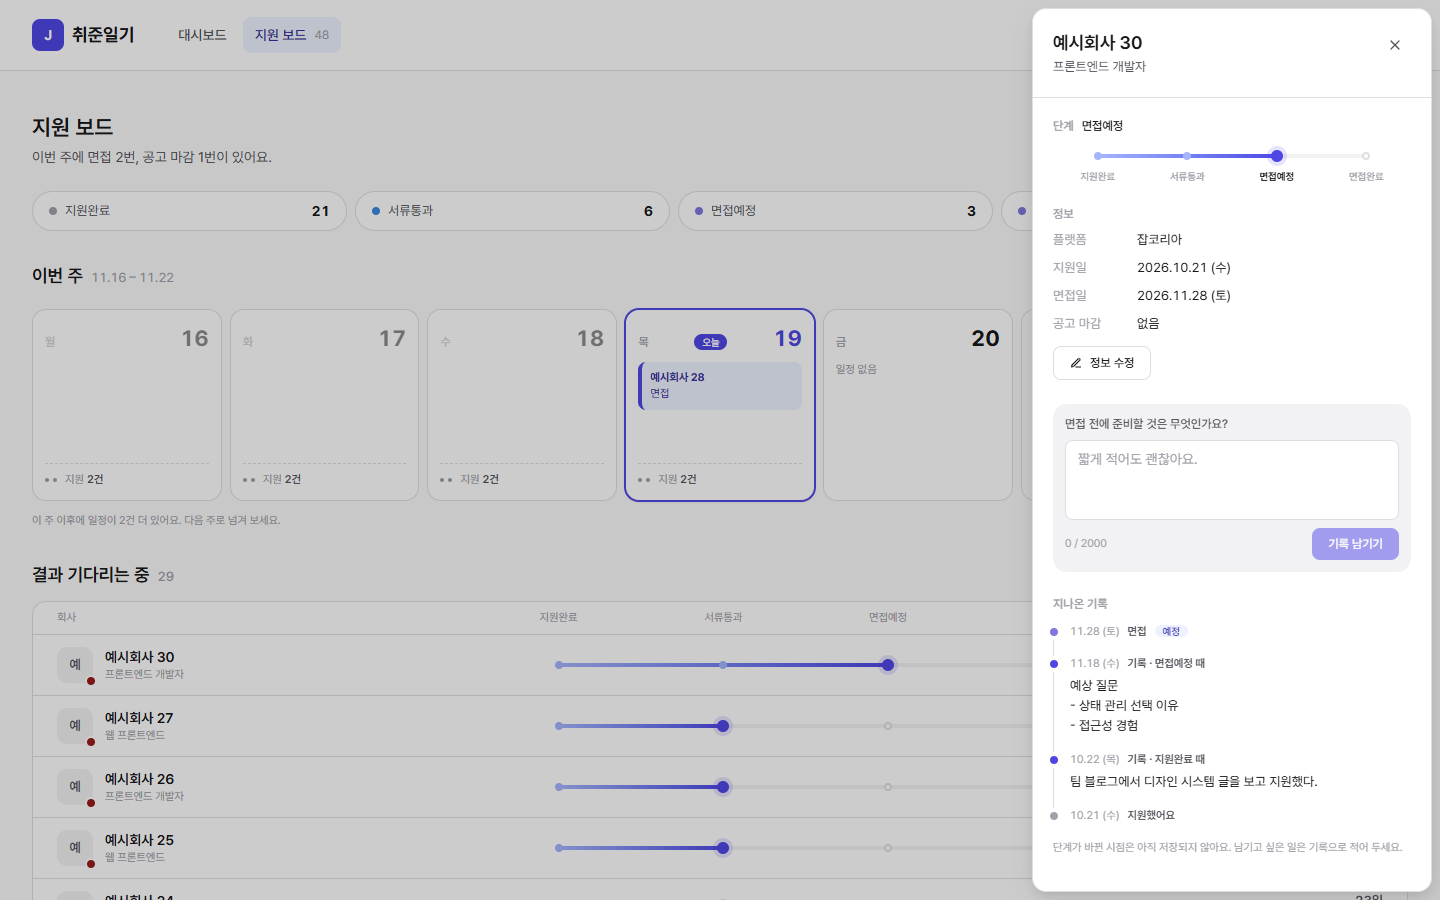 J 취준일기 대시보드 지원 보드 48
지원 보드
이번 주에 면접 2번, 공고 마감 1번이 있어요.
지원완료 21 서류통과 6 면접예정 3
이번 주 11.16 – 11.22
월 16 화 17 수 18 목 오늘 19 금 20
예시회사 28
면접
일정 없음
지원 2건 지원 2건 지원 2건 지원 2건
이 주 이후에 일정이 2건 더 있어요. 다음 주로 넘겨 보세요.
결과 기다리는 중 29
회사 지원완료 서류통과 면접예정
예 예시회사 30
프론트엔드 개발자
예 예시회사 27
웹 프론트엔드
예 예시회사 26
프론트엔드 개발자
예 예시회사 25
웹 프론트엔드
예시회사 30
프론트엔드 개발자
단계 면접예정
지원완료 서류통과 면접예정 면접완료
정보
플랫폼 잡코리아
지원일 2026.10.21 (수)
면접일 2026.11.28 (토)
공고 마감 없음
정보 수정
면접 전에 준비할 것은 무엇인가요?
짧게 적어도 괜찮아요.
0 / 2000 기록 남기기
지나온 기록
11.28 (토) 면접 예정
11.18 (수) 기록 · 면접예정 때
예상 질문
- 상태 관리 선택 이유
- 접근성 경험
10.22 (목) 기록 · 지원완료 때
팀 블로그에서 디자인 시스템 글을 보고 지원했다.
10.21 (수) 지원했어요
단계가 바뀐 시점은 아직 저장되지 않아요. 남기고 싶은 일은 기록으로 적어 두세요.